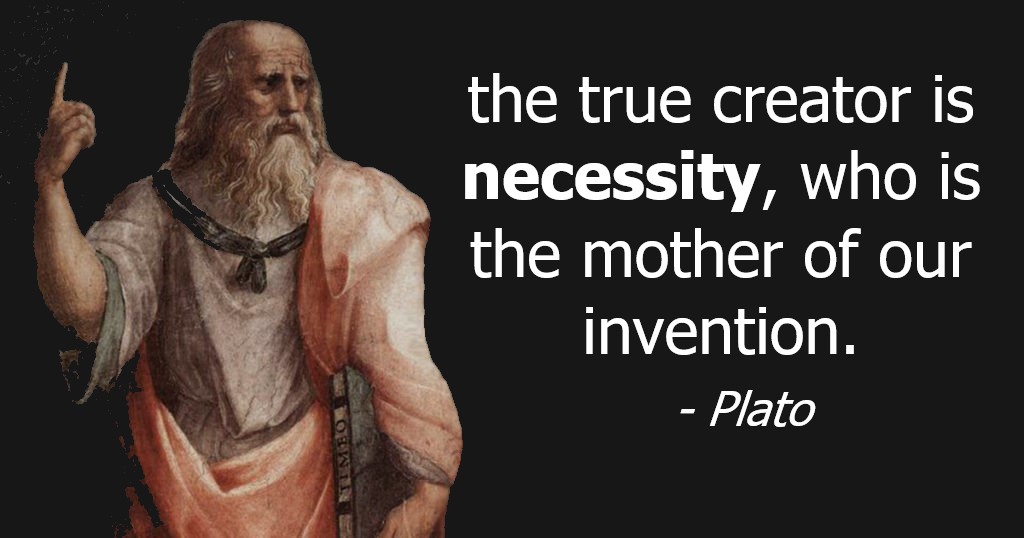 the true creator is
necessity, who is
the mother of our
invention.
- Plato
TIMEO